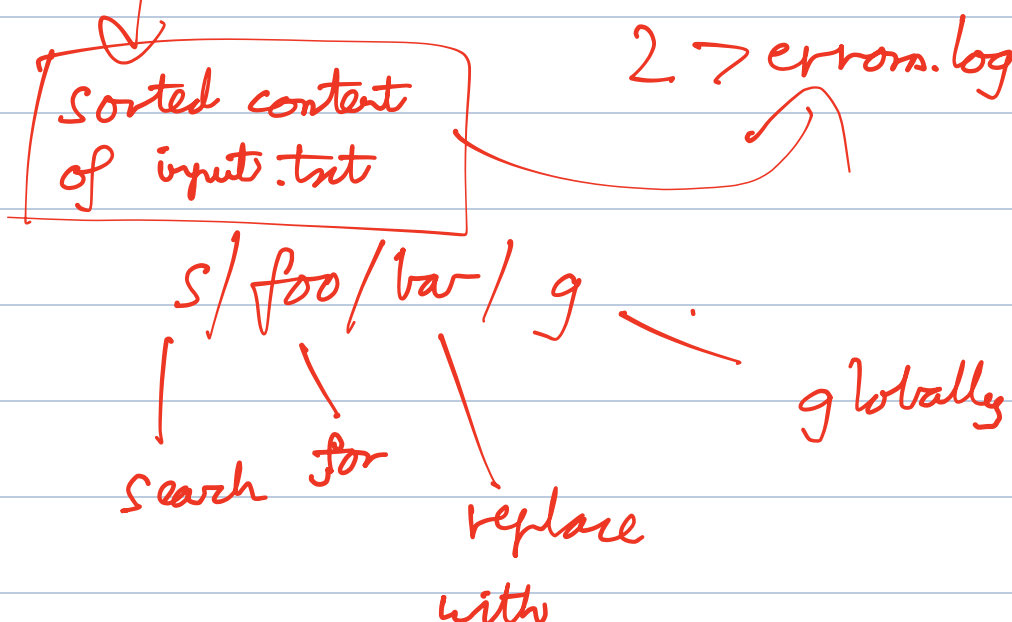 2 > errors.log
sorted content
of input.txt
s/foo/bar/g
globally
search
for
replace
with